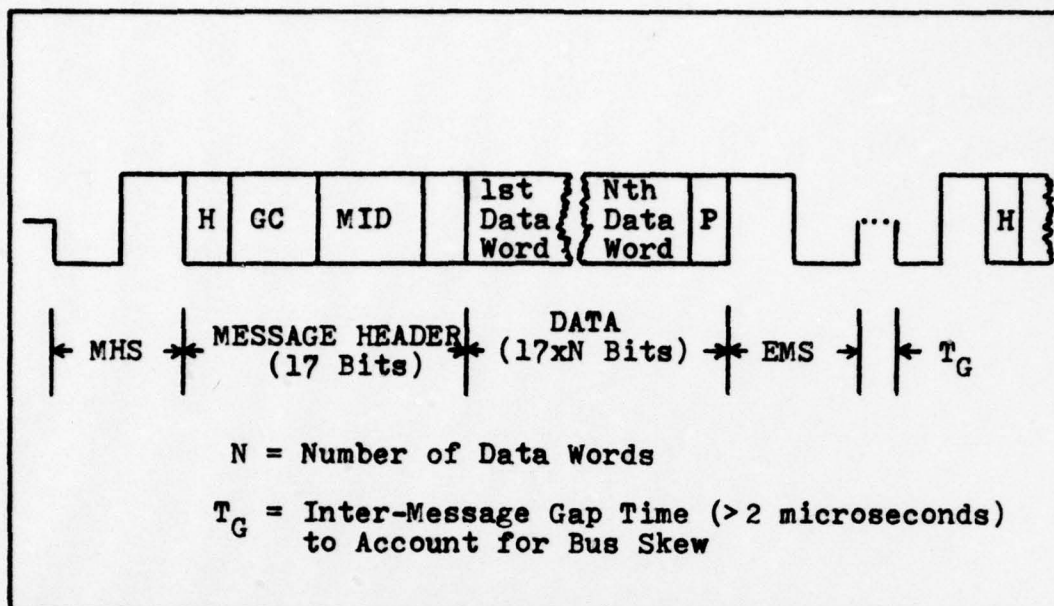 H GC MID 1st Data Word Nth Data Word P .... H
MHS MESSAGE HEADER (17 Bits) DATA (17xN Bits) EMS T_G
N = Number of Data Words
T_G = Inter-Message Gap Time (>2 microseconds)
to Account for Bus Skew